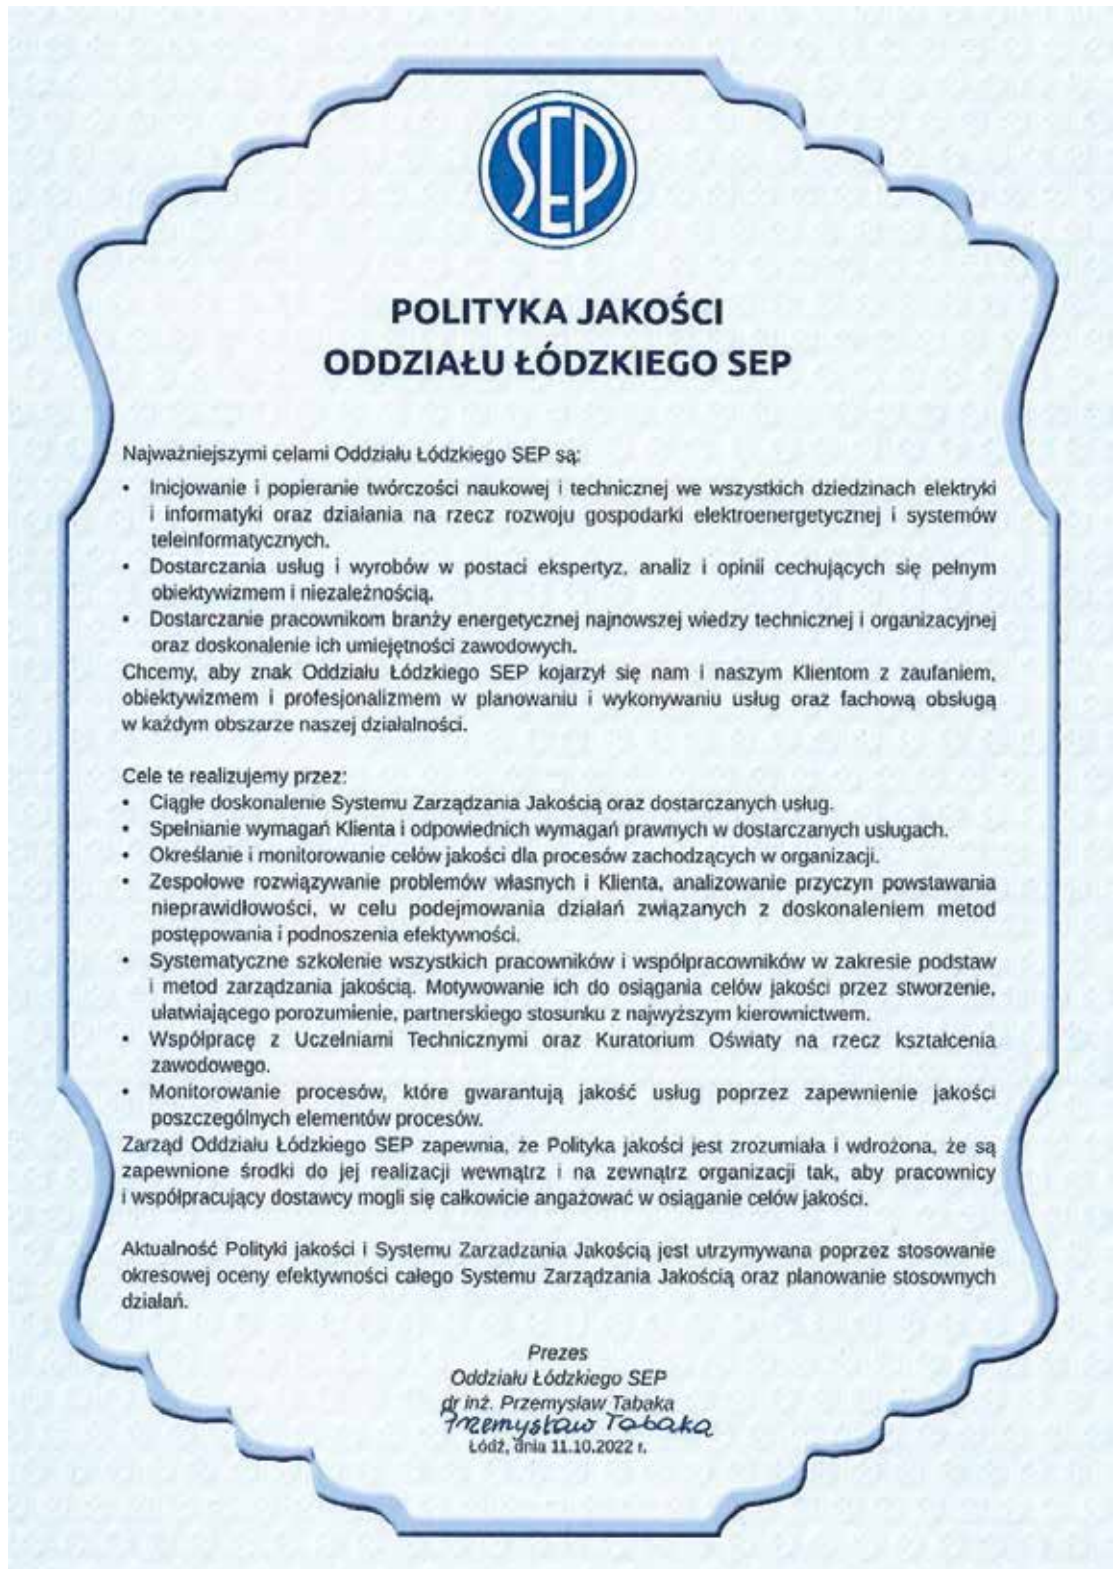 SEP
POLITYKA JAKOŚCI
ODDZIAŁU ŁÓDZKIEGO SEP
Najważniejszymi celami Oddziału Łódzkiego SEP są:
• Inicjowanie i popieranie twórczości naukowej i technicznej we wszystkich dziedzinach elektryki
i informatyki oraz działania na rzecz rozwoju gospodarki elektroenergetycznej i systemów
teleinformatycznych.
• Dostarczania usług i wyrobów w postaci ekspertyz, analiz i opinii cechujących się pełnym
obiektywizmem i niezależnością.
• Dostarczanie pracownikom branży energetycznej najnowszej wiedzy technicznej i organizacyjnej
oraz doskonalenie ich umiejętności zawodowych.
Chcemy, aby znak Oddziału Łódzkiego SEP kojarzył się nam i naszym Klientom z zaufaniem,
obiektywizmem i profesjonalizmem w planowaniu i wykonywaniu usług oraz fachową obsługą
w każdym obszarze naszej działalności.
Cele te realizujemy przez:
• Ciągłe doskonalenie Systemu Zarządzania Jakością oraz dostarczanych usług.
• Spełnianie wymagań Klienta i odpowiednich wymagań prawnych w dostarczanych usługach.
• Określanie i monitorowanie celów jakości dla procesów zachodzących w organizacji.
• Zespołowe rozwiązywanie problemów własnych i Klienta, analizowanie przyczyn powstawania
nieprawidłowości, w celu podejmowania działań związanych z doskonaleniem metod
postępowania i podnoszenia efektywności.
• Systematyczne szkolenie wszystkich pracowników i współpracowników w zakresie podstaw
i metod zarządzania jakością. Motywowanie ich do osiągania celów jakości przez stworzenie,
ułatwiającego porozumienie, partnerskiego stosunku z najwyższym kierownictwem.
• Współpracę z Uczelniami Technicznymi oraz Kuratorium Oświaty na rzecz kształcenia
zawodowego.
• Monitorowanie procesów, które gwarantują jakość usług poprzez zapewnienie jakości
poszczególnych elementów procesów.
Zarząd Oddziału Łódzkiego SEP zapewnia, że Polityka jakości jest zrozumiała i wdrożona, że są
zapewnione środki do jej realizacji wewnątrz i na zewnątrz organizacji tak, aby pracownicy
i współpracujący dostawcy mogli się całkowicie angażować w osiąganie celów jakości.
Aktualność Polityki jakości i Systemu Zarzadzania Jakością jest utrzymywana poprzez stosowanie
okresowej oceny efektywności całego Systemu Zarządzania Jakością oraz planowanie stosownych
działań.
Prezes
Oddziału Łódzkiego SEP
dr inż. Przemysław Tabaka
Przemysław Tabaka
Łódź, dnia 11.10.2022 r.